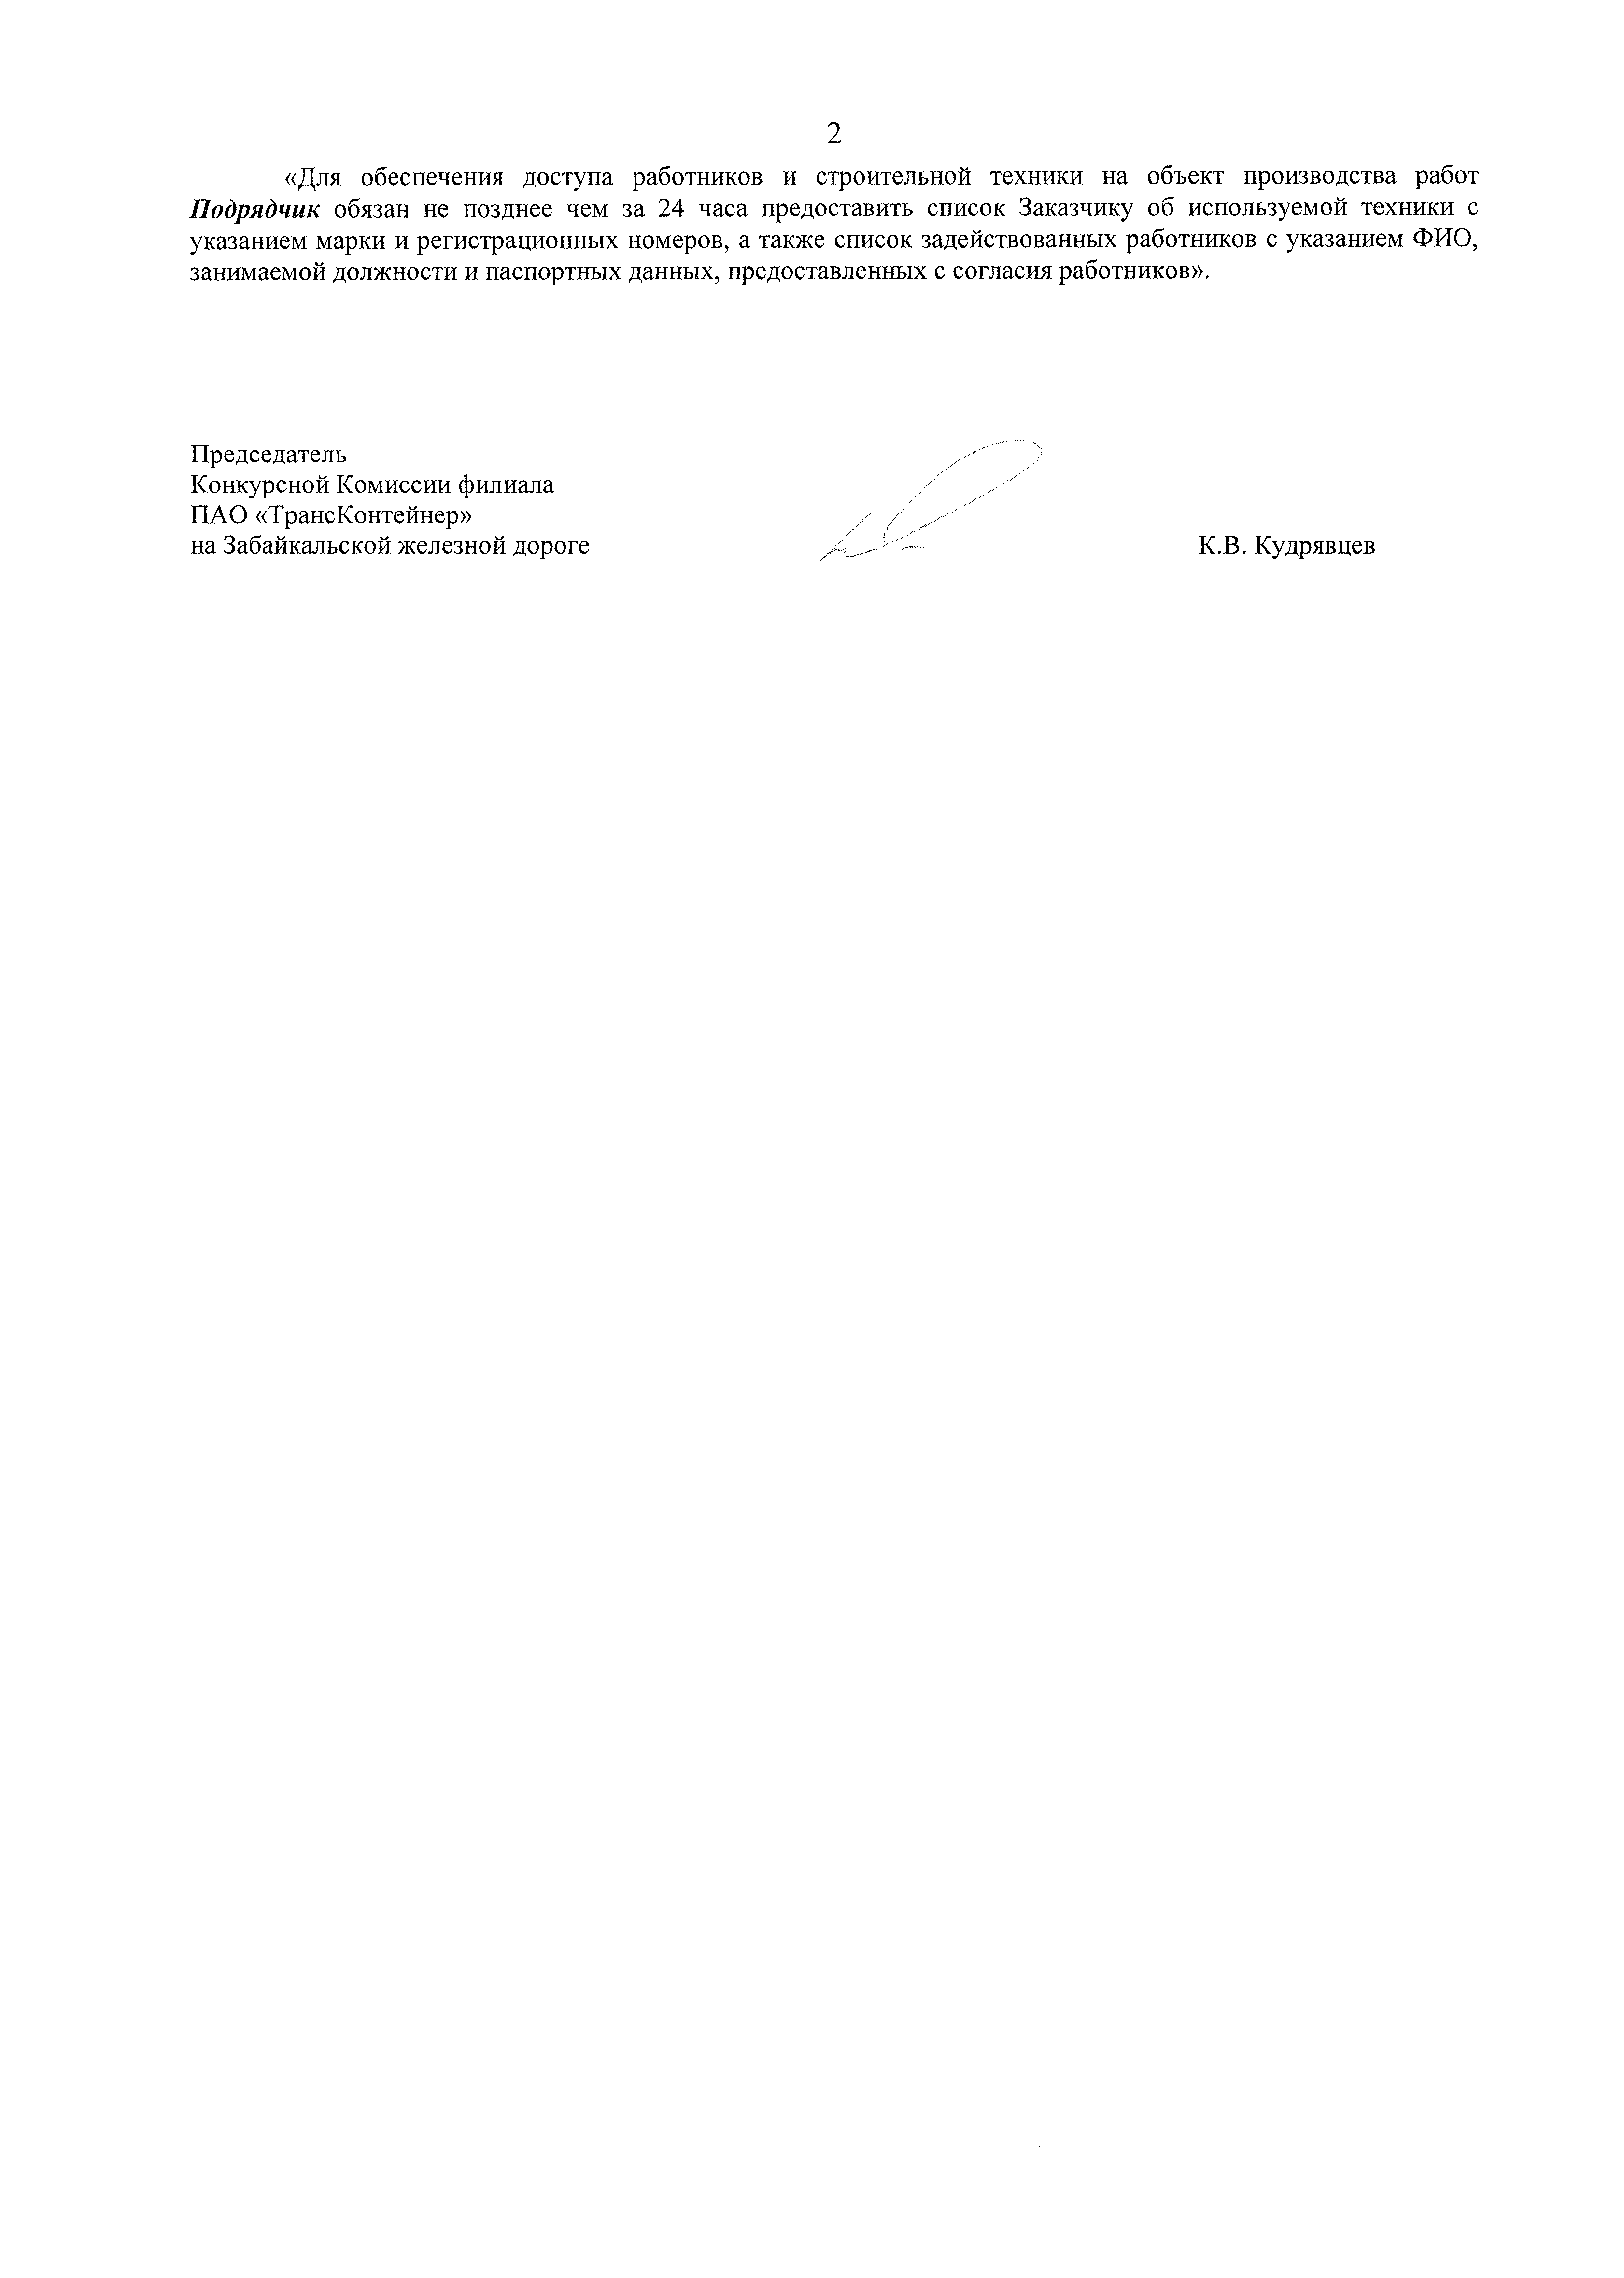 2
«Для обеспечения доступа работников и строительной техники на объект производства работ
Подрядчик обязан не позднее чем за 24 часа предоставить список Заказчику об используемой техники с
указанием марки и регистрационных номеров, а также список задействованных работников с указанием ФИО,
занимаемой должности и паспортных данных, предоставленных с согласия работников».
Председатель
Конкурсной Комиссии филиала
ПАО «ТрансКонтейнер»
на Забайкальской железной дороге К.В. Кудрявцев